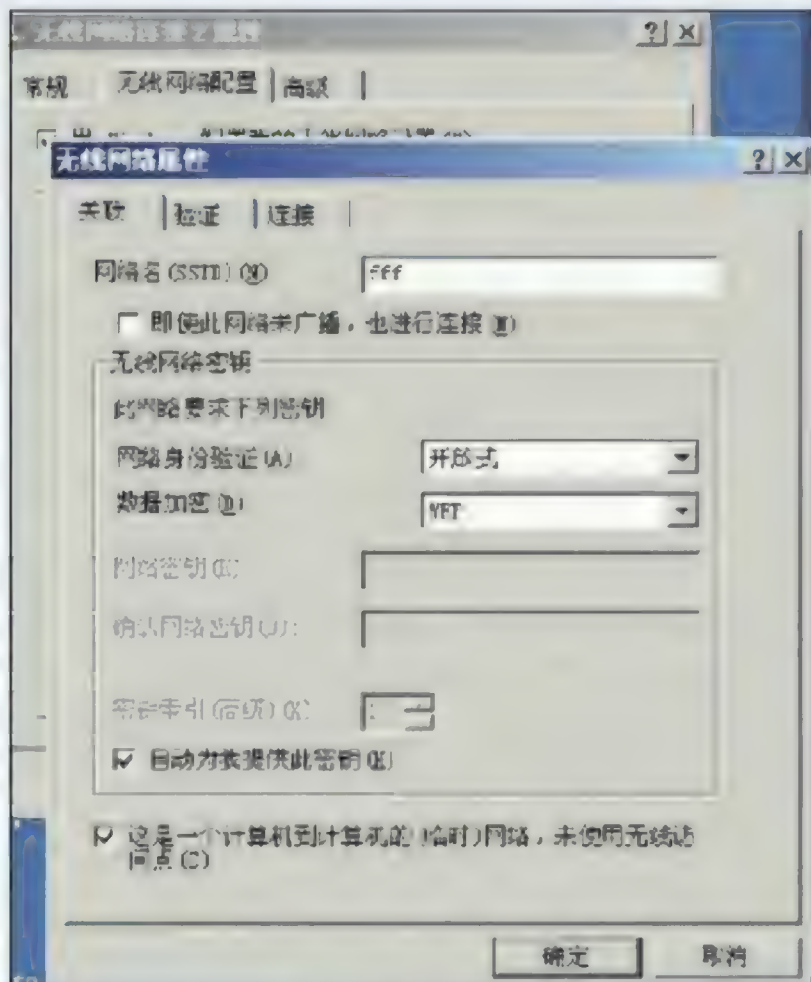 无线网络连接 2 属性
常规 无线网络配置 高级
无线网络属性
关联 验证 连接
网络名(SSID)(N) fff
即使此网络未广播，也进行连接(M)
无线网络密钥
此网络要求下列密钥
网络身份验证(A) 开放式
数据加密(D) WEP
网络密钥(K)
确认网络密钥(O):
密钥索引(高级)(X)
自动为我提供此密钥(H)
这是一个计算机到计算机的(临时)网络，未使用无线访
问点(C)
确定 取消